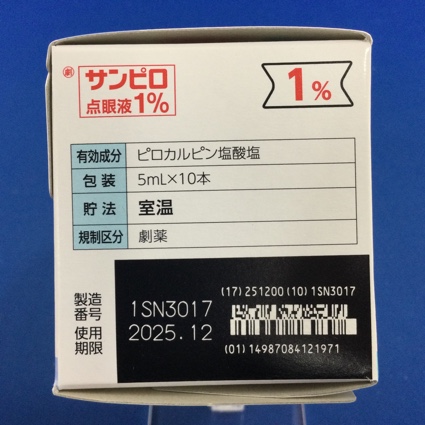 劇
サンピロ
点眼液1%
1%
有効成分 ピロカルピン塩酸塩
包装 5mL×10本
貯法 室温
規制区分 劇薬
(17) 251200 (10) 1SN3017
製造番号 1SN3017
使用期限 2025.12
(01) 14987084121971